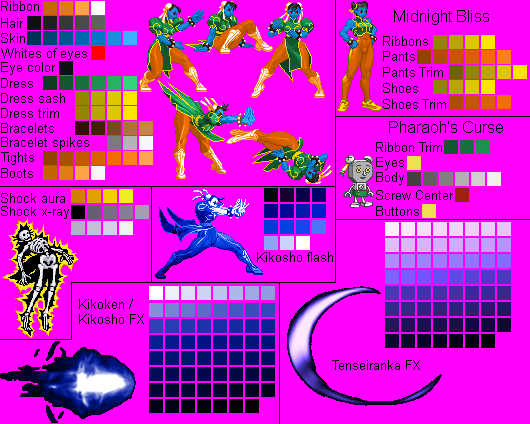 Ribbon
Hair
Skin
Whites of eyes
Eye color
Dress
Dress sash
Dress trim
Bracelets
Bracelet spikes
Tights
Boots
Midnight Bliss
Ribbons
Pants
Pants Trim
Shoes
Shoes Trim
Pharaoh's Curse
Ribbon Trim
Eyes
Body
Screw Center
Buttons
Shock aura
Shock x-ray
Kikosho flash
Kikoken /
Kikosho FX
Tenseiranka FX